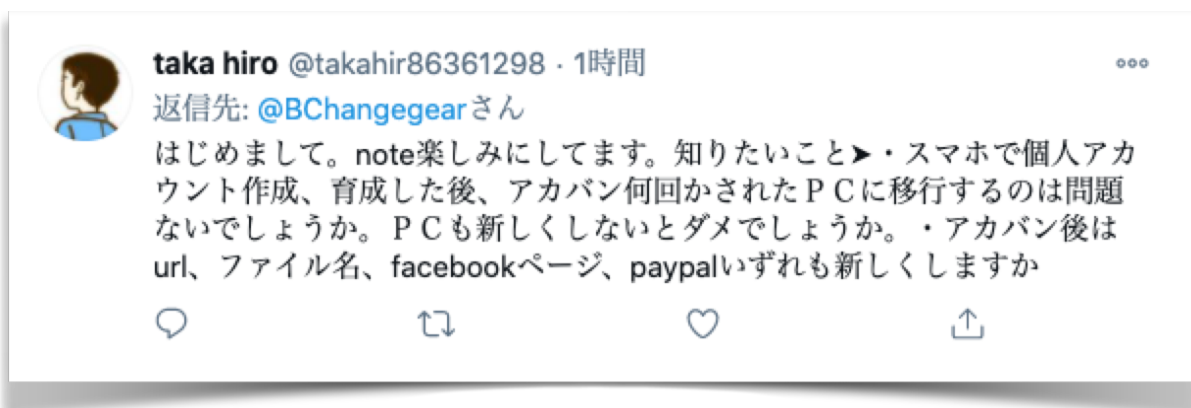 taka hiro @takahir86361298 · 1時間
返信先: @BChangegearさん
はじめまして。note楽しみにしてます。知りたいこと➤・スマホで個人アカ
ウント作成、育成した後、アカバン何回かされたＰＣに移行するのは問題
ないでしょうか。ＰＣも新しくしないとダメでしょうか。・アカバン後は
url、ファイル名、facebookページ、paypalいずれも新しくしますか